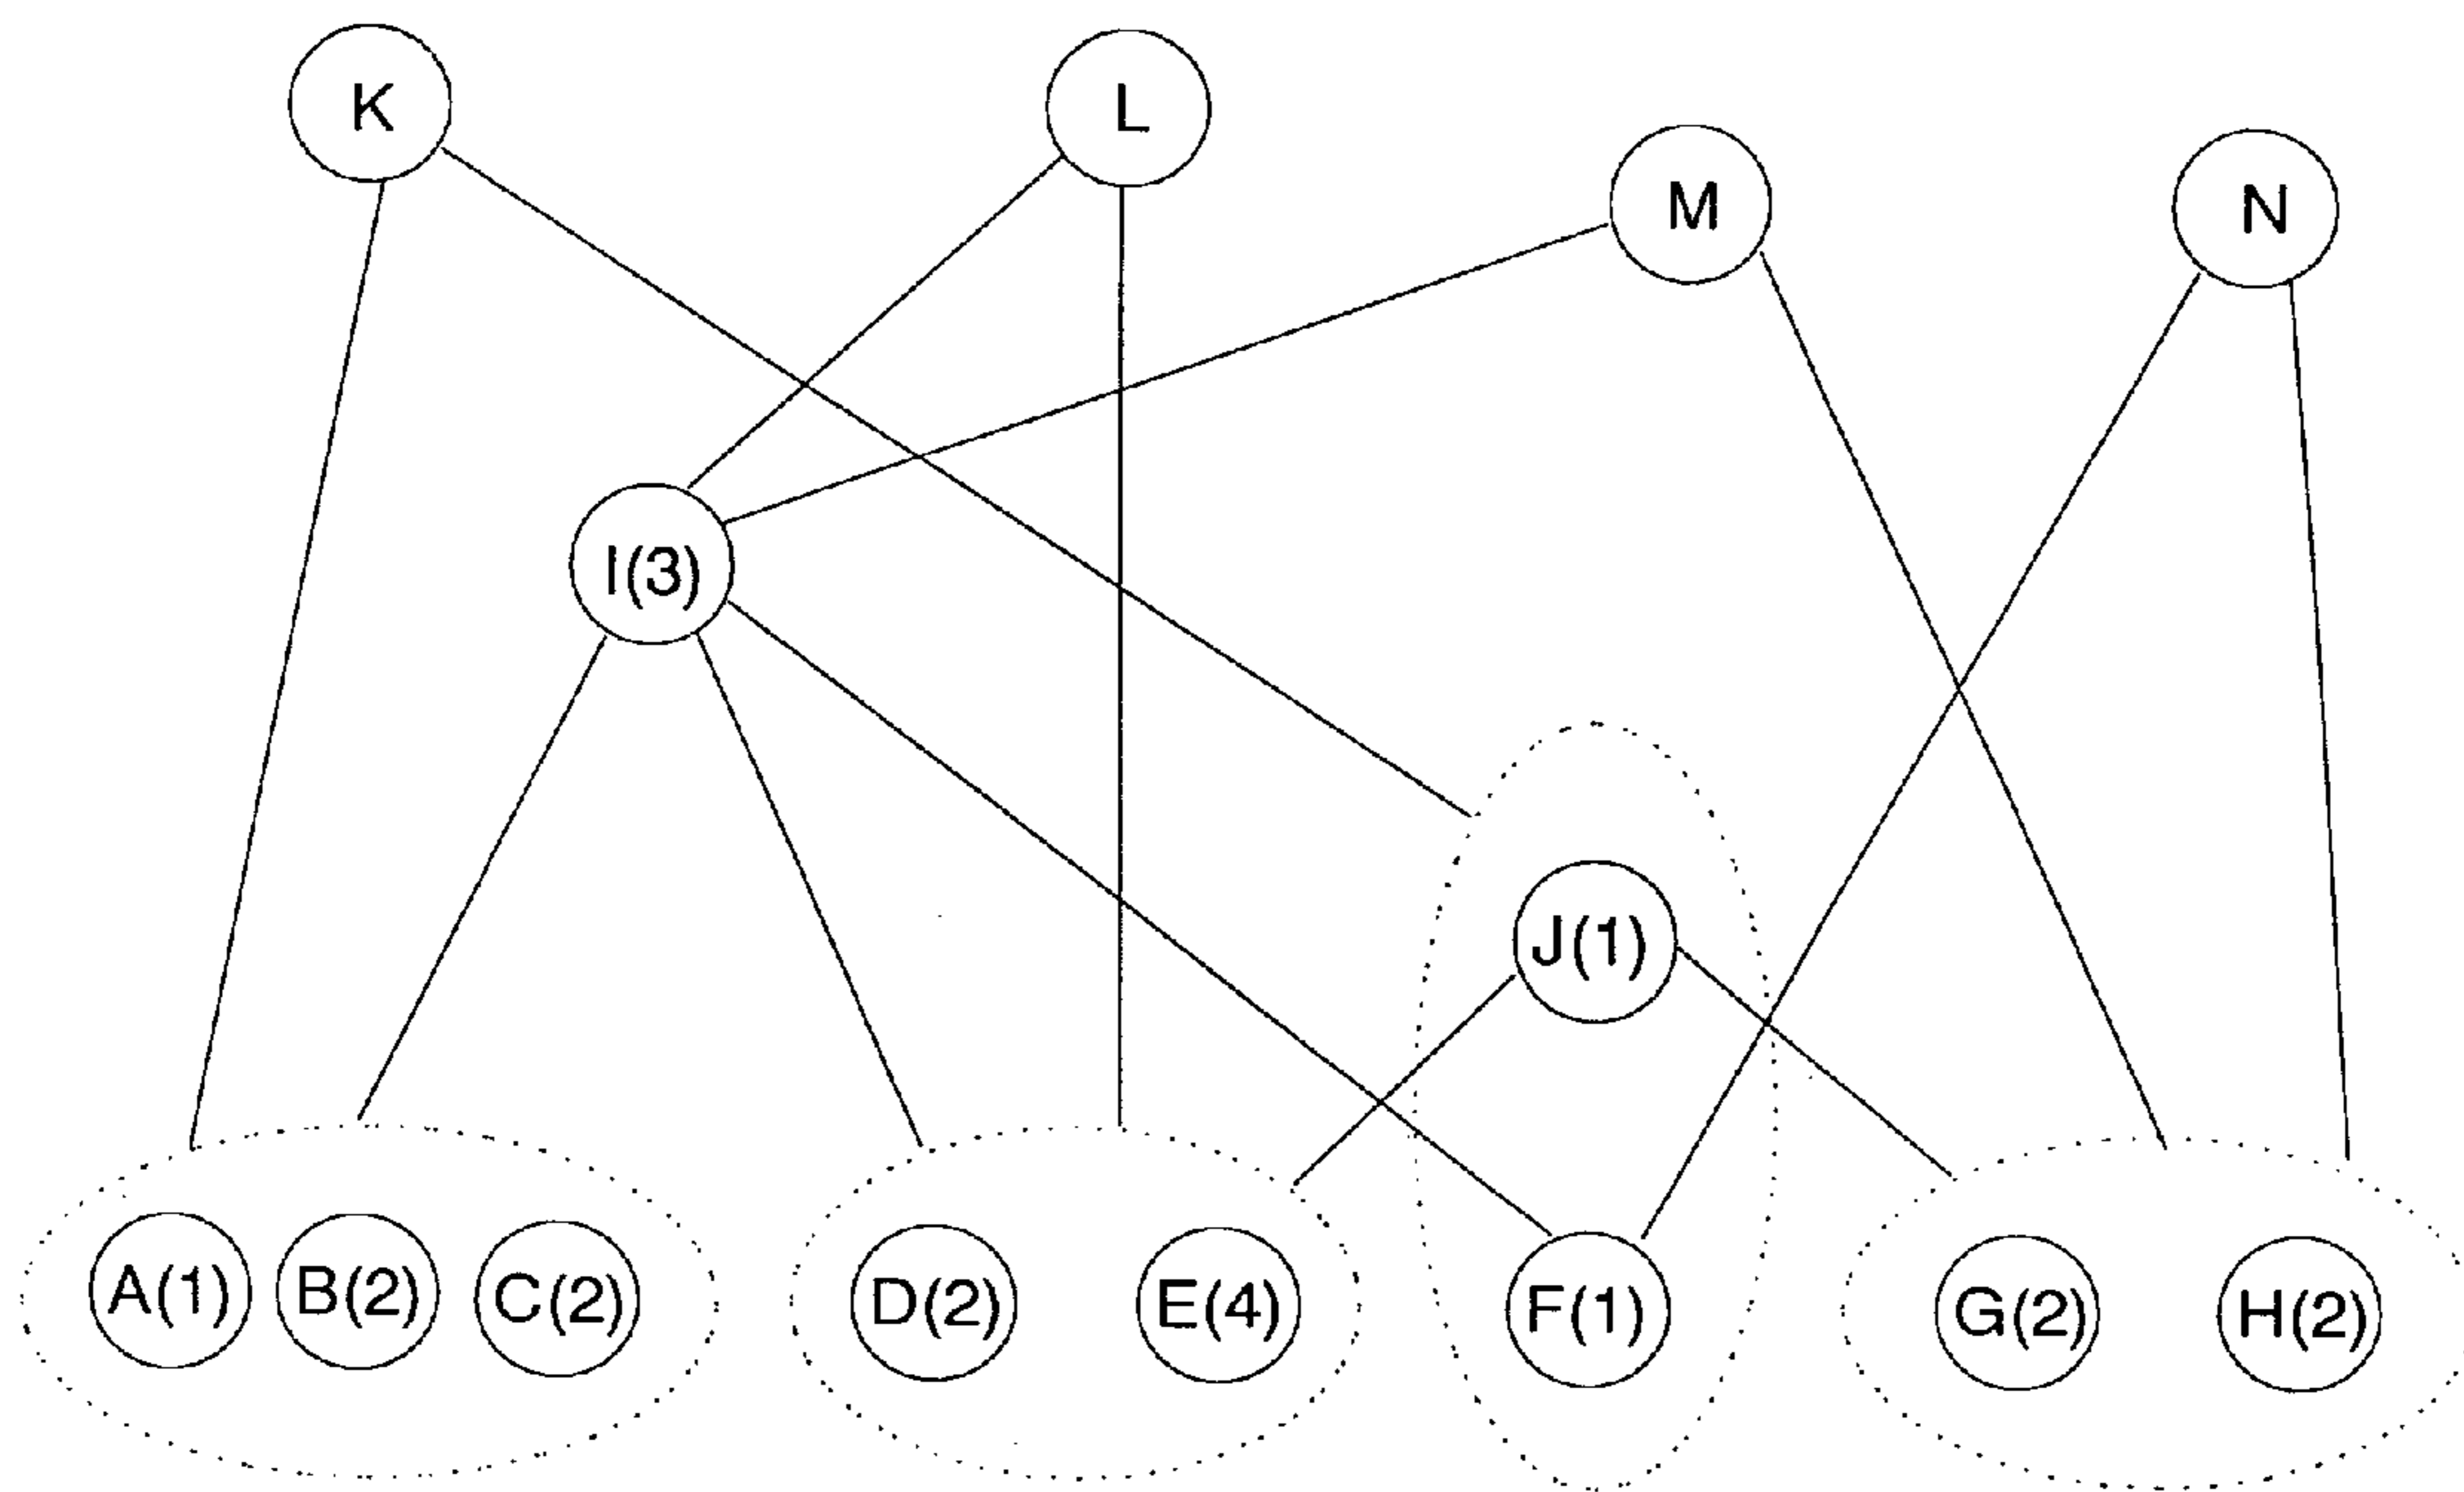 K
L
M
N
I(3)
J(1)
A(1) B(2) C(2) D(2) E(4) F(1) G(2) H(2)